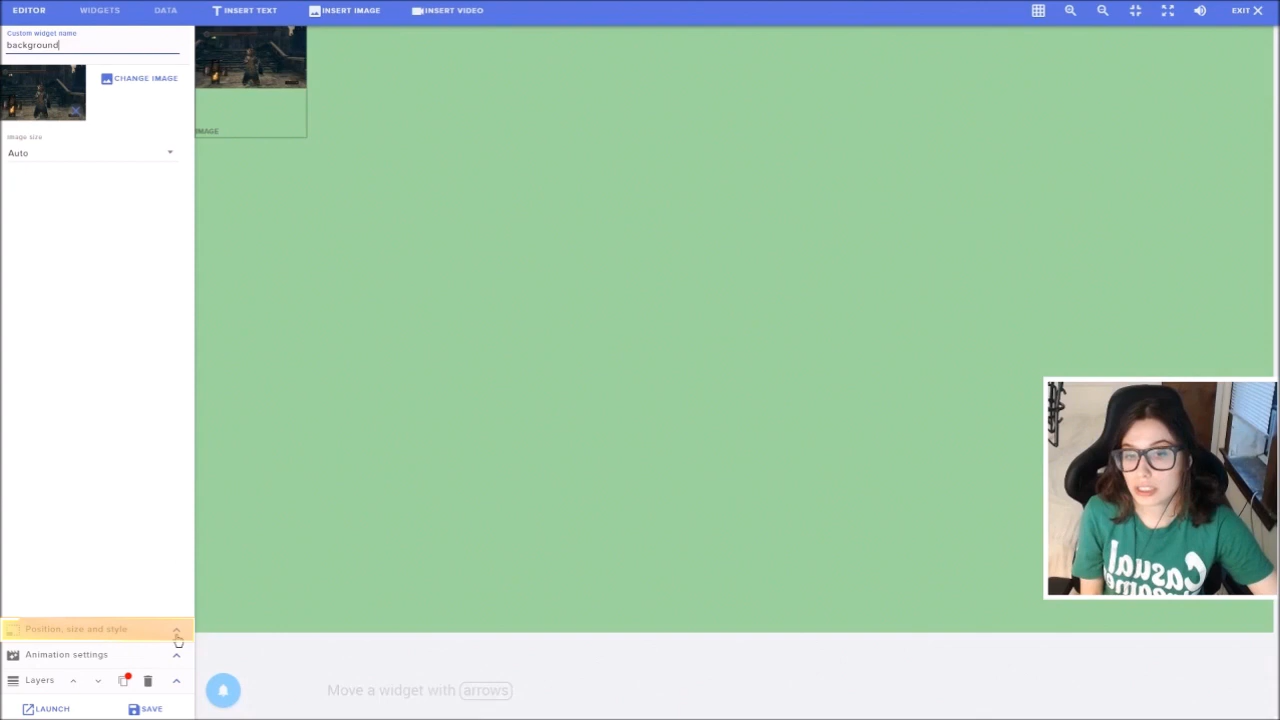 EDITOR WIDGETS DATA INSERT TEXT INSERT IMAGE INSERT VIDEO EXIT
Custom widget name
background
CHANGE IMAGE
IMAGE
Image size
Auto
Casual
Position, size and style
Animation settings
Layers
Move a widget with arrows
LAUNCH SAVE